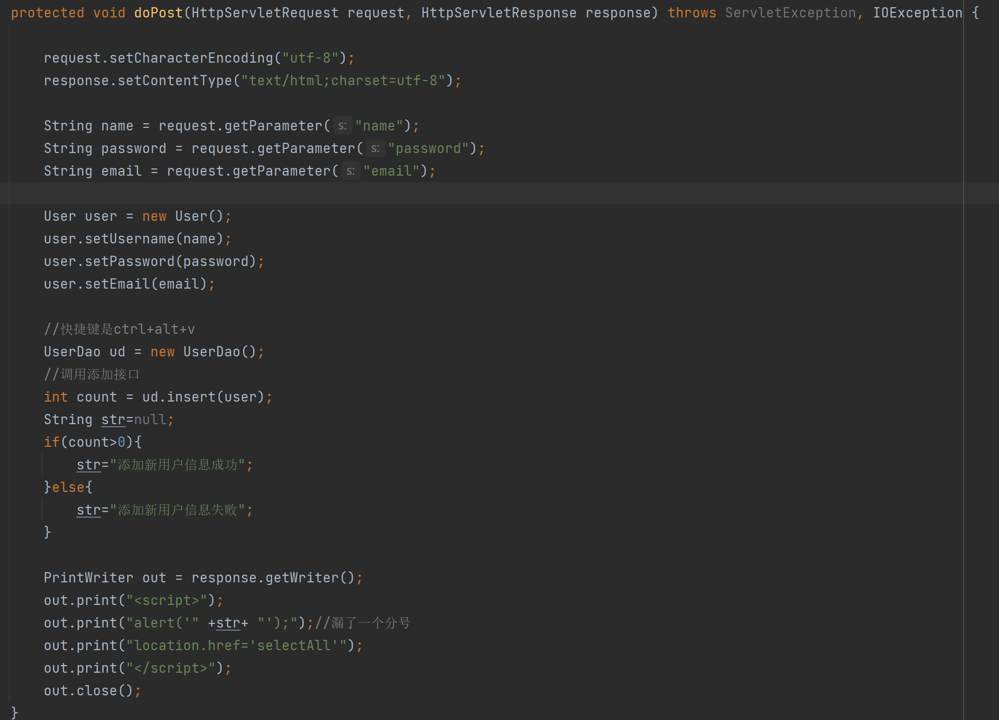 protected void doPost(HttpServletRequest request, HttpServletResponse response) throws ServletException, IOException {
request.setCharacterEncoding("utf-8");
response.setContentType("text/html;charset=utf-8");
String name = request.getParameter( s: "name");
String password = request.getParameter( s: "password");
String email = request.getParameter( s: "email");
User user = new User();
user.setUsername(name);
user.setPassword(password);
user.setEmail(email);
//快捷键是ctrl+alt+v
UserDao ud = new UserDao();
//调用添加接口
int count = ud.insert(user);
String str=null;
if(count>0){
str="添加新用户信息成功";
}else{
str="添加新用户信息失败";
}
PrintWriter out = response.getWriter();
out.print("<script>");
out.print("alert('" +str+ "');");//漏了一个分号
out.print("location.href='selectAll'");
out.print("</script>");
out.close();
}